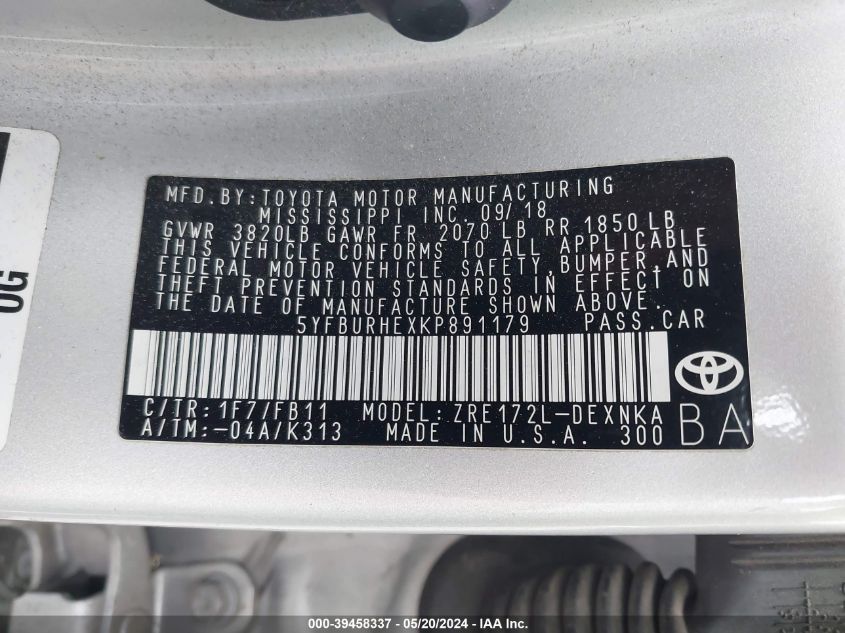 OG
MFD.BY:TOYOTA MOTOR MANUFACTURING
MISSISSIPPI INC. 09/18
GVWR 3820LB GAWR FR 2070 LB RR 1850 LB
THIS VEHICLE CONFORMS TO ALL APPLICABLE
FEDERAL MOTOR VEHICLE SAFETY,BUMPER,AND
THEFT PREVENTION STANDARDS IN EFFECT ON
THE DATE OF MANUFACTURE SHOWN ABOVE.
5YFBURHEXKP891179 PASS.CAR
C/TR:1F7/FB11 MODEL:ZRE172L-DEXNKA
A/TM:-04A/K313 MADE IN U.S.A. 300
BA
000-39458337 - 05/20/2024 - IAA Inc.